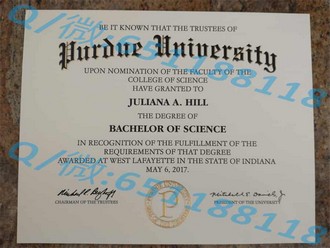 BE IT KNOWN THAT THE TRUSTEES OF
Purdue University
UPON NOMINATION OF THE FACULTY OF THE
COLLEGE OF SCIENCE
HAVE GRANTED TO
JULIANA A. HILL
THE DEGREE OF
BACHELOR OF SCIENCE
IN RECOGNITION OF THE FULFILLMENT OF THE
REQUIREMENTS OF THAT DEGREE
AWARDED AT WEST LAFAYETTE IN THE STATE OF INDIANA
MAY 6, 2017.
CHAIRMAN OF THE TRUSTEES
PRESIDENT OF THE UNIVERSITY
Q/微:651188118
Q/微:651188118